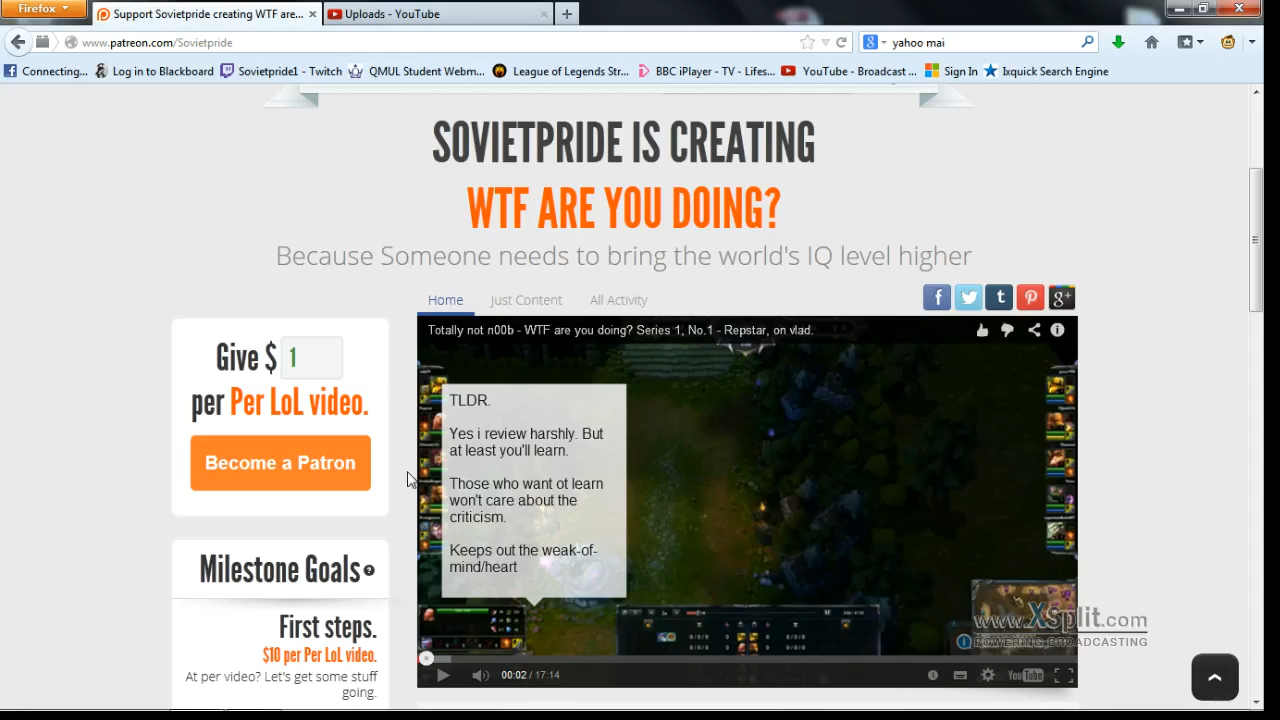 Firefox
Support Sovietpride creating WTF are...
Uploads - YouTube
www.patreon.com/Sovietpride
yahoo mai
Connecting...
Log in to Blackboard
Sovietpride1 - Twitch
QMUL Student Webm...
League of Legends Str...
BBC iPlayer - TV - Lifes...
YouTube - Broadcast ...
Sign In
Ixquick Search Engine
SOVIETPRIDE IS CREATING
WTF ARE YOU DOING?
Because Someone needs to bring the world's IQ level higher
Home
Just Content
All Activity
Give $ 1
per Per LoL video.
Become a Patron
Milestone Goals
First steps.
$10 per Per LoL video.
At per video? Let's get some stuff
going.
Totally not n00b - WTF are you doing? Series 1, No.1 - Repstar, on vlad.
TLDR.
Yes i review harshly. But
at least you'll learn.
Those who want ot learn
won't care about the
criticism.
Keeps out the weak-of-
mind/heart
00:02 / 17:14
YouTube
www.XSplit.com
POWERING BROADCASTING